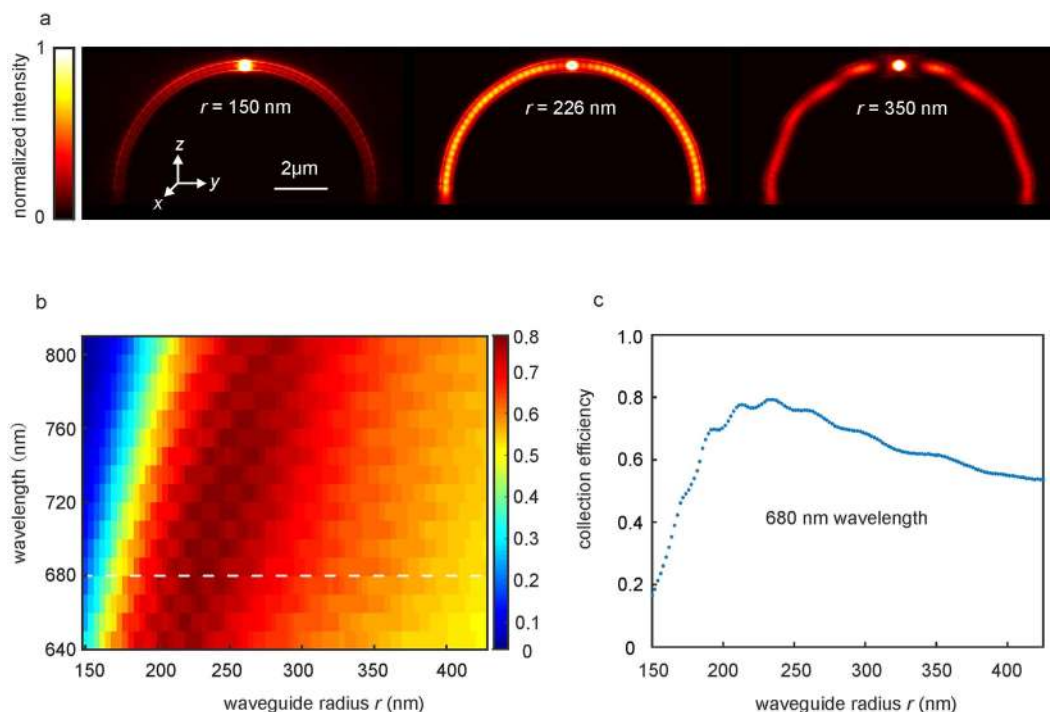 a
1
normalized intensity
0
r = 150 nm
z
y
x
2μm
r = 226 nm
r = 350 nm
b
wavelength (nm)
800
760
720
680
640
150 200 250 300 350 400
waveguide radius r (nm)
0.8
0.7
0.6
0.5
0.4
0.3
0.2
0.1
0
c
collection efficiency
1.0
0.8
0.6
0.4
0.2
0
680 nm wavelength
150 200 250 300 350 400
waveguide radius r (nm)